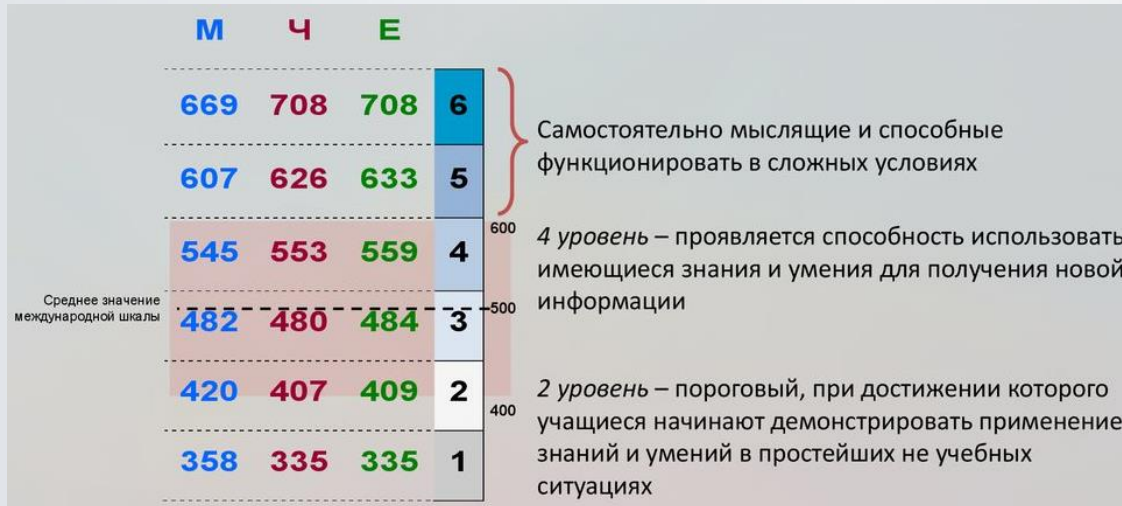 М Ч Е
669 708 708 6
607 626 633 5
Самостоятельно мыслящие и способные
функционировать в сложных условиях
600
545 553 559 4
4 уровень – проявляется способность использовать
имеющиеся знания и умения для получения новой
информации
Среднее значение
международной шкалы
500
482 480 484 3
420 407 409 2
400
2 уровень – пороговый, при достижении которого
учащиеся начинают демонстрировать применение
знаний и умений в простейших не учебных
ситуациях
358 335 335 1